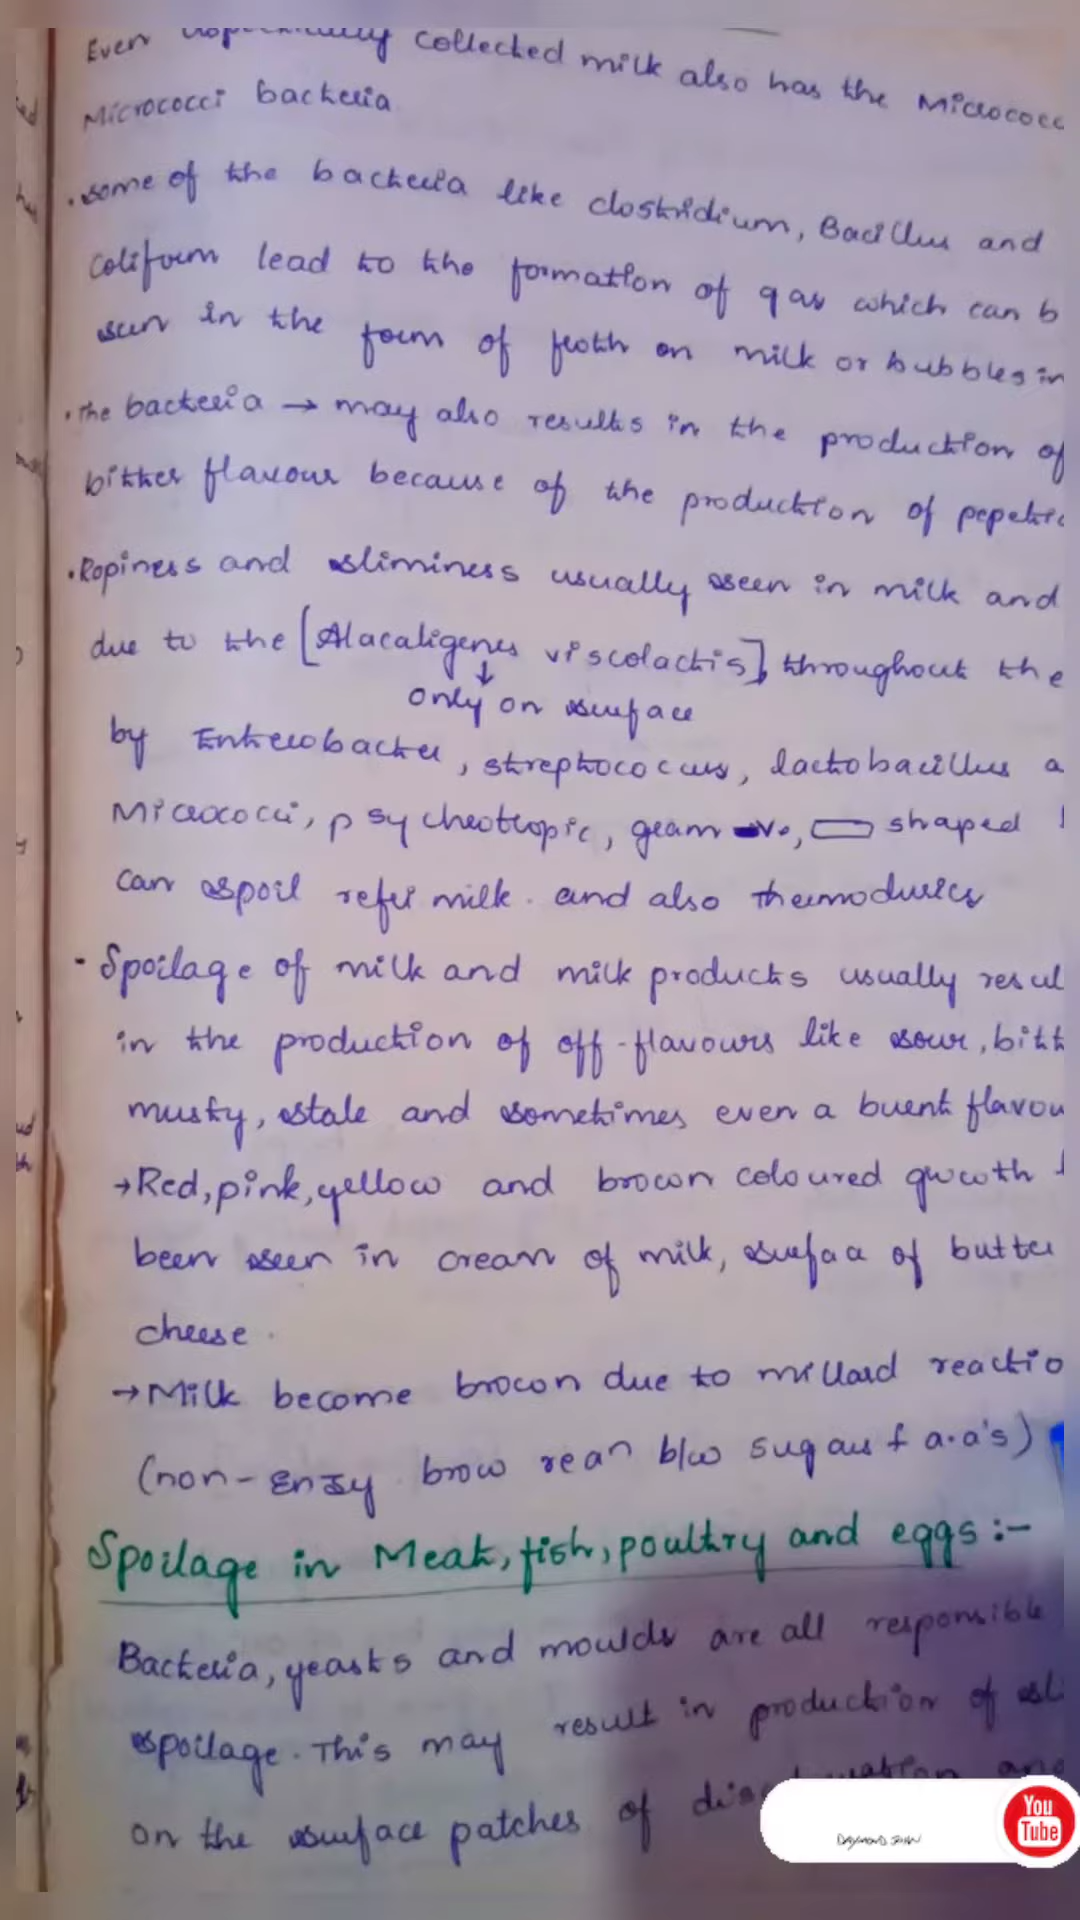 Even aseptically collected milk also has the Micrococc
Micrococci bacteria
• some of the bacteria like clostridium, Bacillus and
Coliform lead to the formation of gas which can b
seen in the form of froth on milk or bubbles in
• The bacteria → may also results in the production of
bitter flavour because of the production of pepetid
• Ropiness and sliminess usually seen in milk and
due to the [Alacaligenes viscolactis] throughout the
↓
only on surface
by Enterobacter, streptococcus, lactobacillus a
Micrococci, psychrotropic, gram -ve, ▭ shaped
can spoil refri milk. and also thermodurics
• Spoilage of milk and milk products usually resul
in the production of off-flavours like sour, bitt
musty, stale and sometimes even a burnt flavou
→ Red, pink, yellow and brown coloured growth
been seen in cream of milk, surface of butter
cheese.
→ Milk become brown due to millard reactio
(non-Enzy brow rean b/w sugars & a.a's)
Spoilage in Meat, fish, poultry and eggs :-
Bacteria, yeasts and moulds are all responsible
spoilage. This may result in production of sli
on the surface patches of and
You
Tube